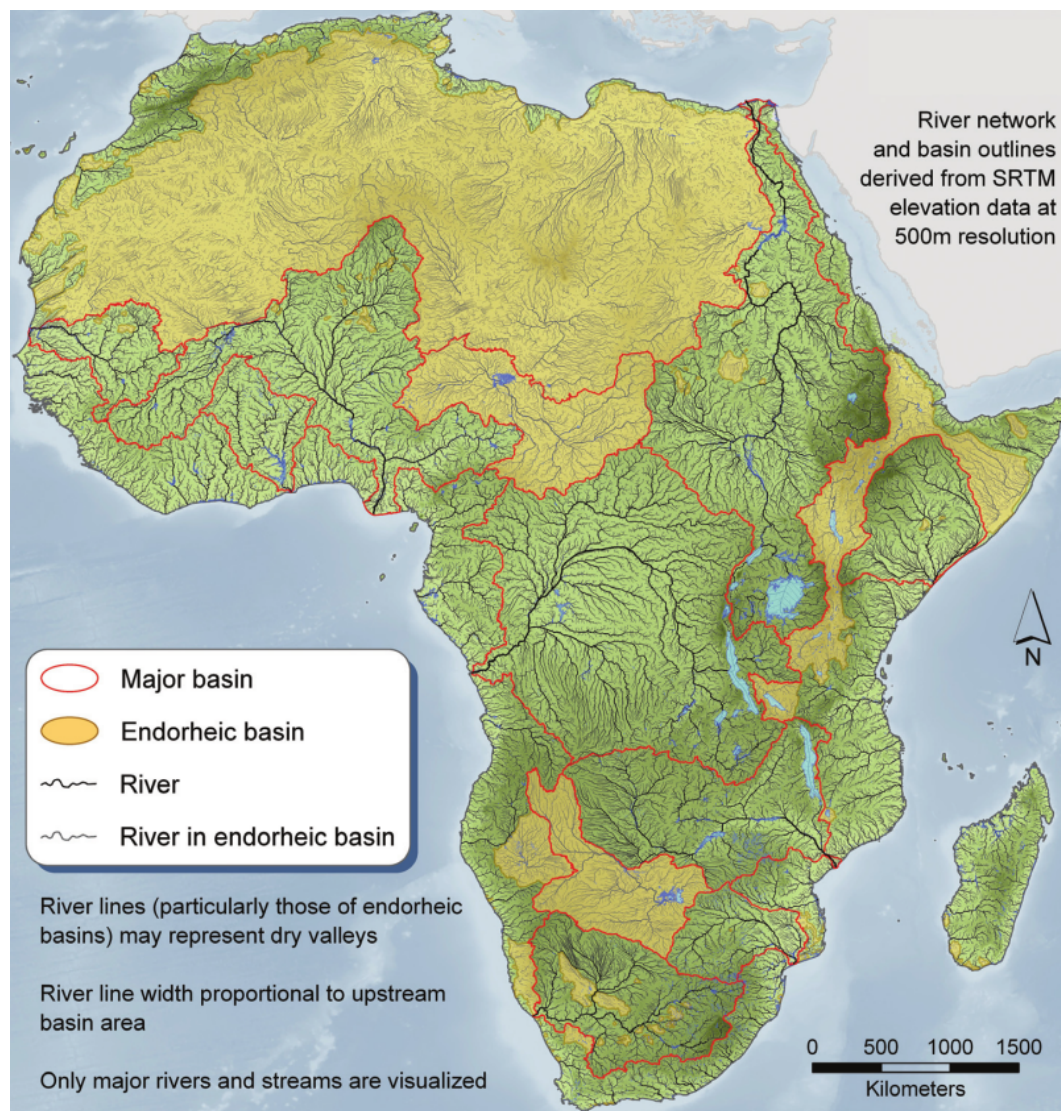 River network
and basin outlines
derived from SRTM
elevation data at
500m resolution
N
Major basin
Endorheic basin
River
River in endorheic basin
River lines (particularly those of endorheic
basins) may represent dry valleys
River line width proportional to upstream
basin area
Only major rivers and streams are visualized
0 500 1000 1500
Kilometers